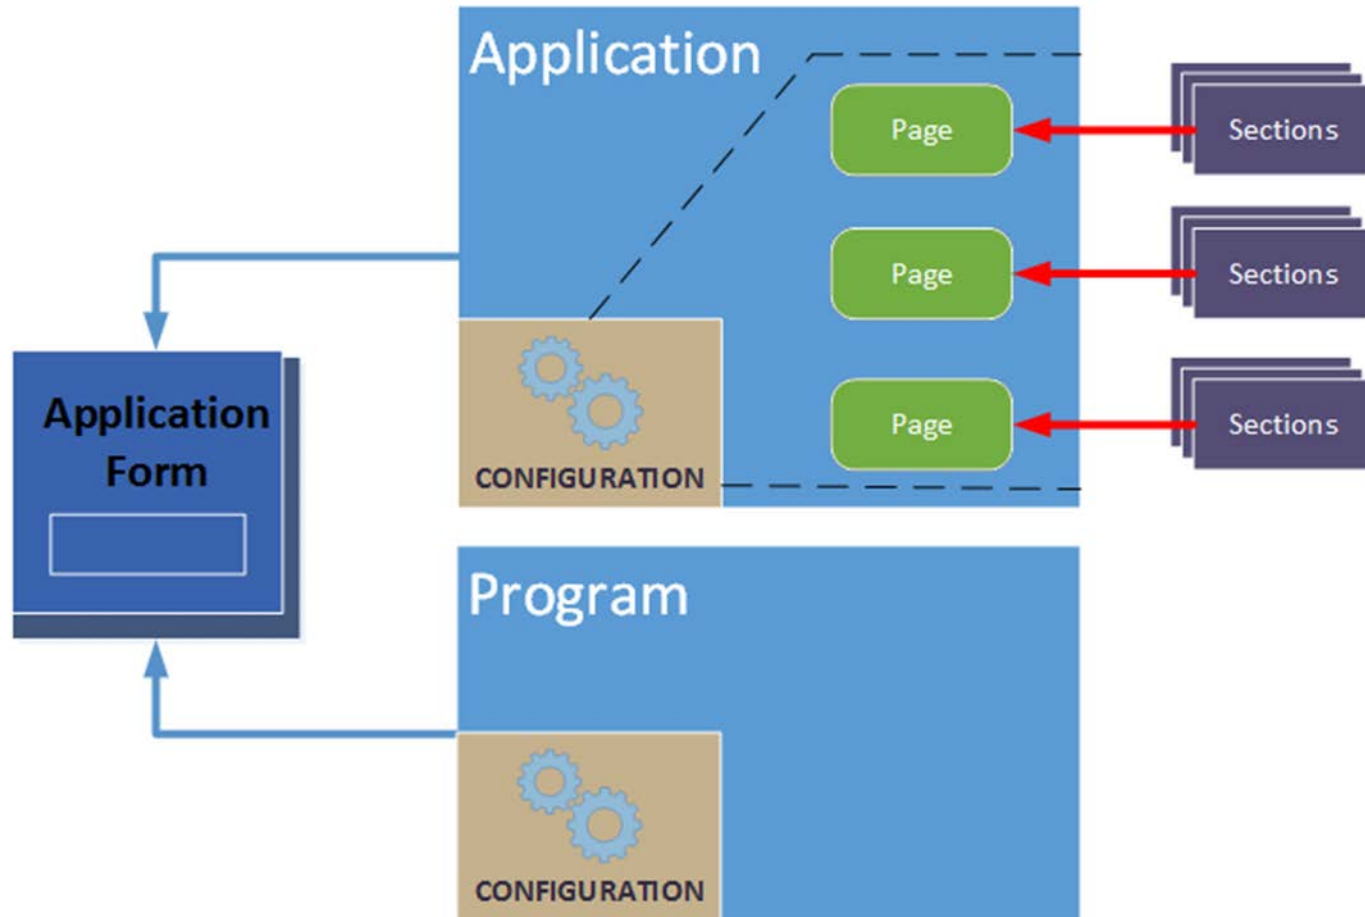 Application
Page
Sections
Page
Sections
Page
Sections
CONFIGURATION
Application
Form
Program
CONFIGURATION